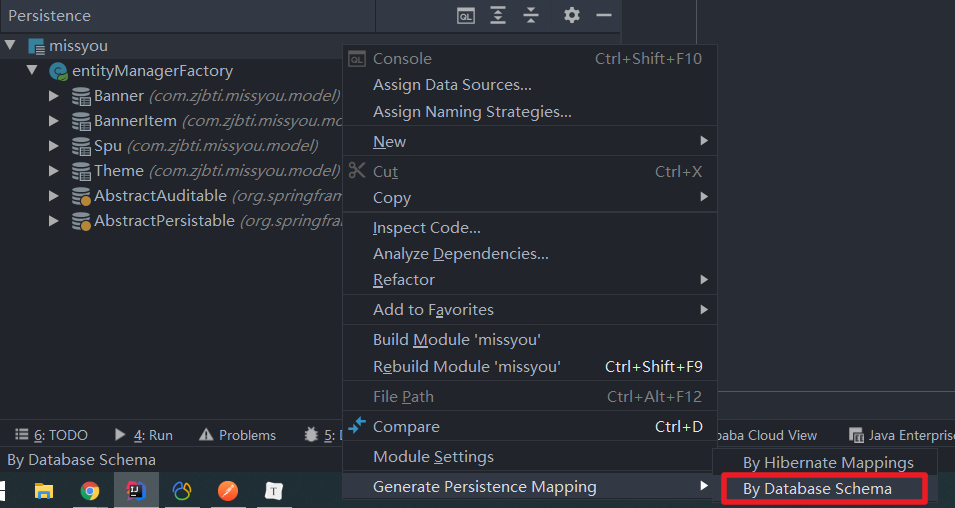 Persistence
QL
missyou
entityManagerFactory
Banner (com.zjbti.missyou.model)
BannerItem (com.zjbti.missyou.mo
Spu (com.zjbti.missyou.model)
Theme (com.zjbti.missyou.model)
AbstractAuditable (org.springfram
AbstractPersistable (org.springfra
QL Console Ctrl+Shift+F10
Assign Data Sources...
Assign Naming Strategies...
New
Cut Ctrl+X
Copy
Inspect Code...
Analyze Dependencies...
Refactor
Add to Favorites
Build Module 'missyou'
Rebuild Module 'missyou' Ctrl+Shift+F9
File Path Ctrl+Alt+F12
Compare Ctrl+D
Module Settings
Generate Persistence Mapping
By Hibernate Mappings
By Database Schema
6: TODO 4: Run Problems 5: baba Cloud View Java Enterpris
By Database Schema
IJ
T